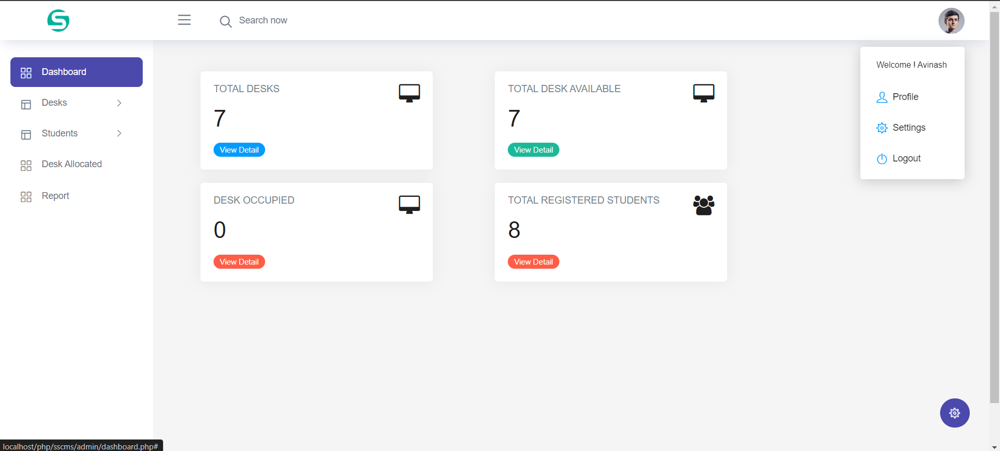 Search now
Welcome ! Avinash
Profile
Settings
Logout
Dashboard
Desks
Students
Desk Allocated
Report
TOTAL DESKS
7
View Detail
TOTAL DESK AVAILABLE
7
View Detail
DESK OCCUPIED
0
View Detail
TOTAL REGISTERED STUDENTS
8
View Detail
localhost/php/sscms/admin/dashboard.php#